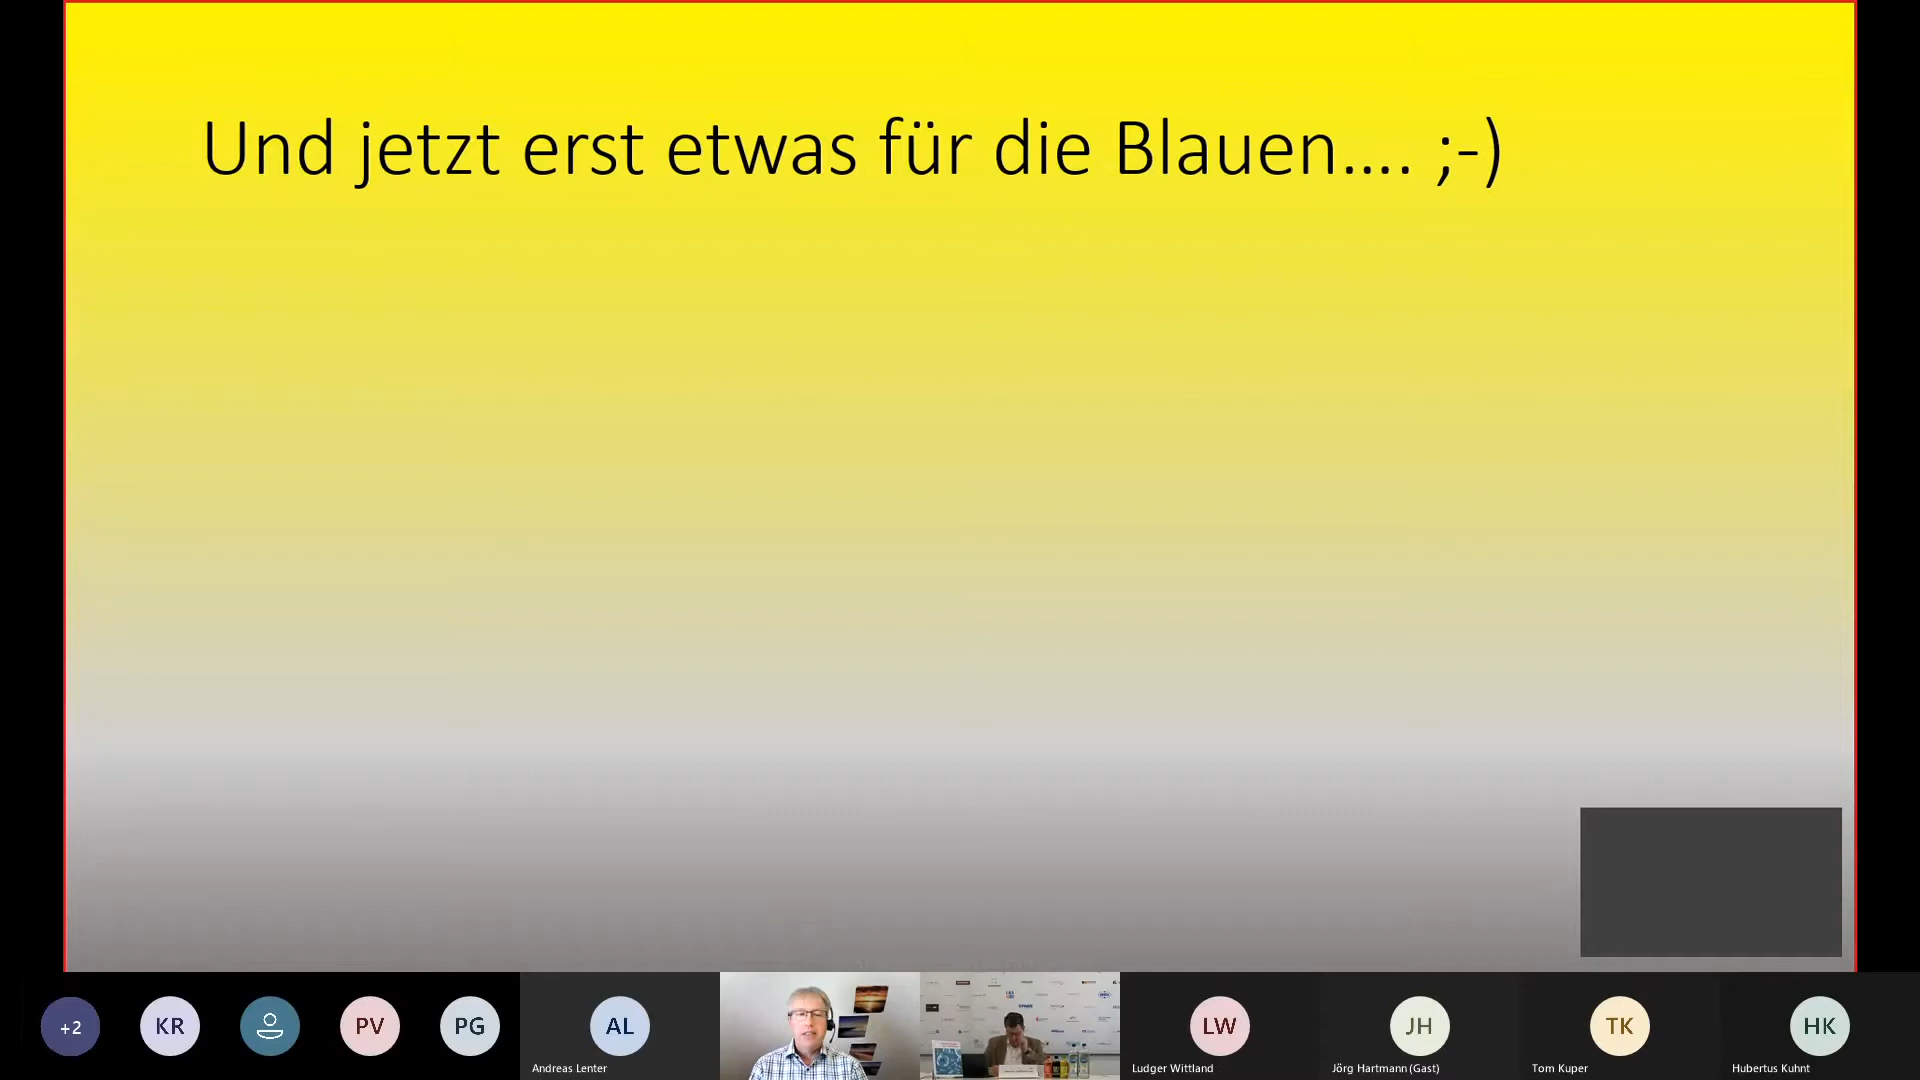 Und jetzt erst etwas für die Blauen.... ;-)
+2
KR
PV
PG
AL
LW
JH
TK
HK
Andreas Lenter
Ludger Wittland
Jörg Hartmann (Gast)
Tom Kuper
Hubertus Kuhnt